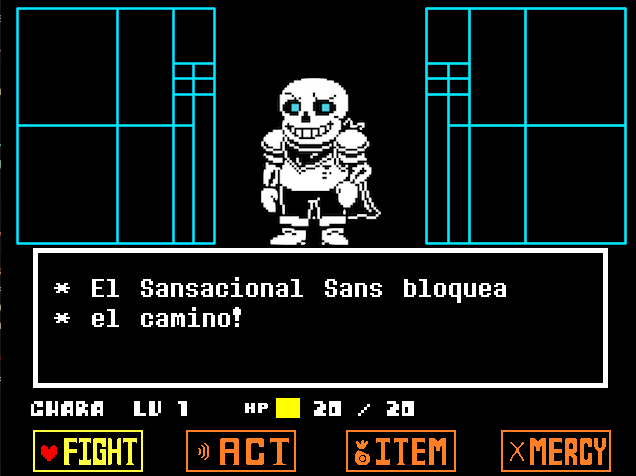 * El Sansacional Sans bloquea
* el camino!
CHARA LV 1 HP 20 / 20
FIGHT ACT ITEM MERCY